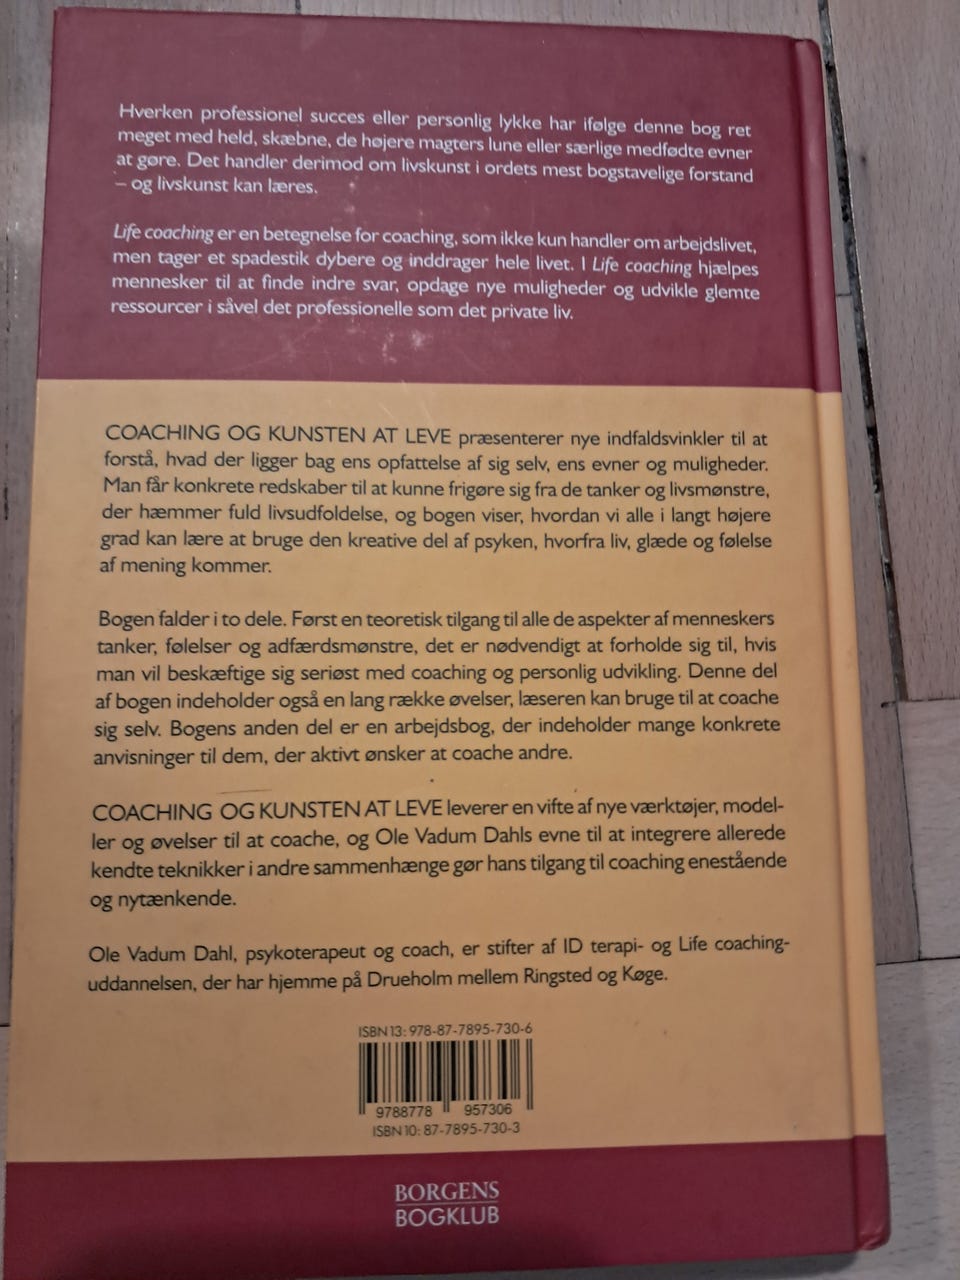 Hverken professionel succes eller personlig lykke har ifølge denne bog ret
meget med held, skæbne, de højere magters lune eller særlige medfødte evner
at gøre. Det handler derimod om livskunst i ordets mest bogstavelige forstand
– og livskunst kan læres.
Life coaching er en betegnelse for coaching, som ikke kun handler om arbejdslivet,
men tager et spadestik dybere og inddrager hele livet. I Life coaching hjælpes
mennesker til at finde indre svar, opdage nye muligheder og udvikle glemte
ressourcer i såvel det professionelle som det private liv.
COACHING OG KUNSTEN AT LEVE præsenterer nye indfaldsvinkler til at
forstå, hvad der ligger bag ens opfattelse af sig selv, ens evner og muligheder.
Man får konkrete redskaber til at kunne frigøre sig fra de tanker og livsmønstre,
der hæmmer fuld livsudfoldelse, og bogen viser, hvordan vi alle i langt højere
grad kan lære at bruge den kreative del af psyken, hvorfra liv, glæde og følelse
af mening kommer.
Bogen falder i to dele. Først en teoretisk tilgang til alle de aspekter af menneskers
tanker, følelser og adfærdsmønstre, det er nødvendigt at forholde sig til, hvis
man vil beskæftige sig seriøst med coaching og personlig udvikling. Denne del
af bogen indeholder også en lang række øvelser, læseren kan bruge til at coache
sig selv. Bogens anden del er en arbejdsbog, der indeholder mange konkrete
anvisninger til dem, der aktivt ønsker at coache andre.
COACHING OG KUNSTEN AT LEVE leverer en vifte af nye værktøjer, model-
ler og øvelser til at coache, og Ole Vadum Dahls evne til at integrere allerede
kendte teknikker i andre sammenhænge gør hans tilgang til coaching enestående
og nytænkende.
Ole Vadum Dahl, psykoterapeut og coach, er stifter af ID terapi- og Life coaching-
uddannelsen, der har hjemme på Drueholm mellem Ringsted og Køge.
ISBN 13: 978-87-7895-730-6
9788778 957306
ISBN 10: 87-7895-730-3
BORGENS
BOGKLUB